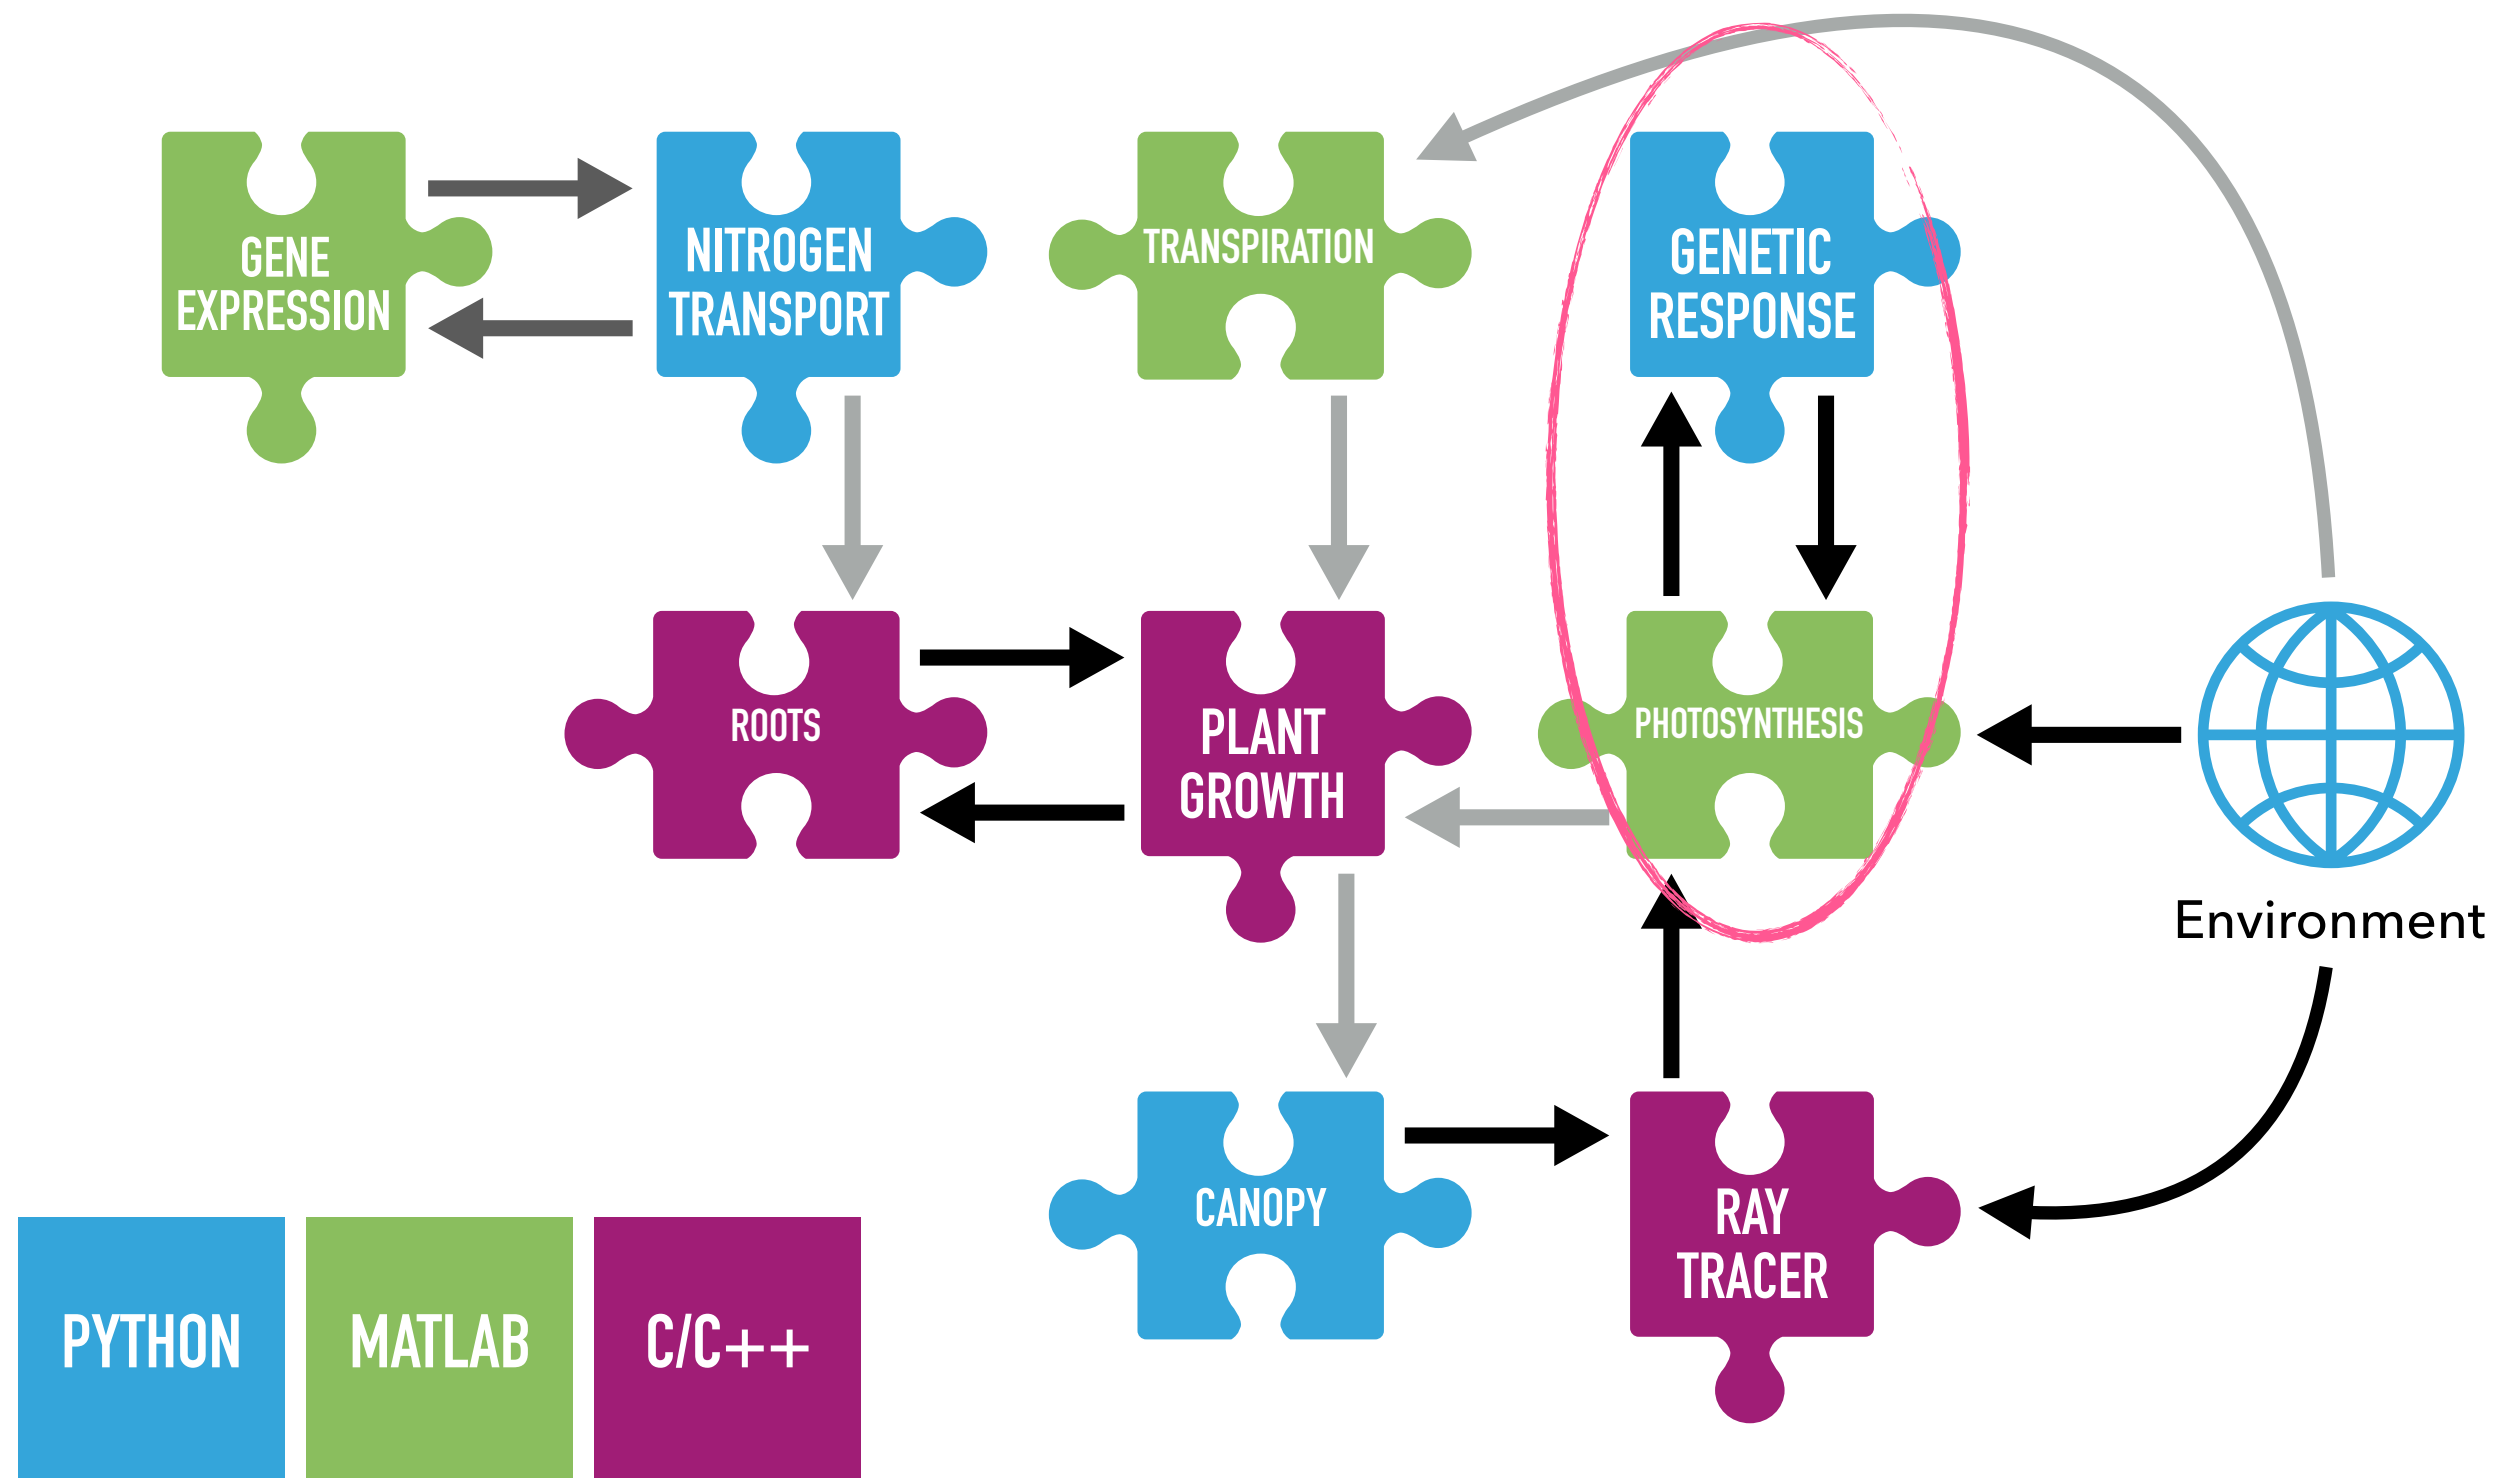 GENE
EXPRESSION
NITROGEN
TRANSPORT
TRANSPIRATION
GENETIC
RESPONSE
ROOTS
PLANT
GROWTH
PHOTOSYNTHESIS
Environment
CANOPY
RAY
TRACER
PYTHON
MATLAB
C/C++